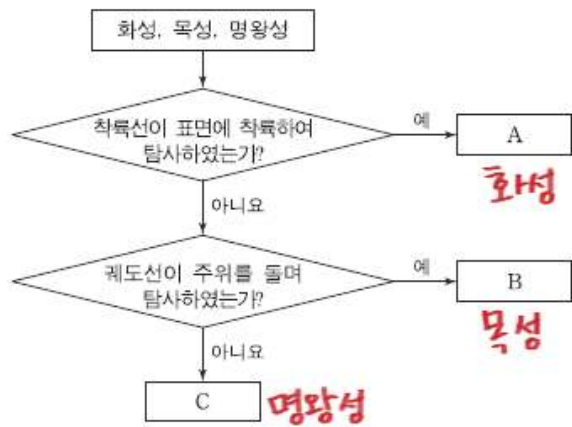 화성, 목성, 명왕성
착륙선이 표면에 착륙하여
탐사하였는가?
예
A
화성
아니요
궤도선이 주위를 돌며
탐사하였는가?
예
B
목성
아니요
C
명왕성